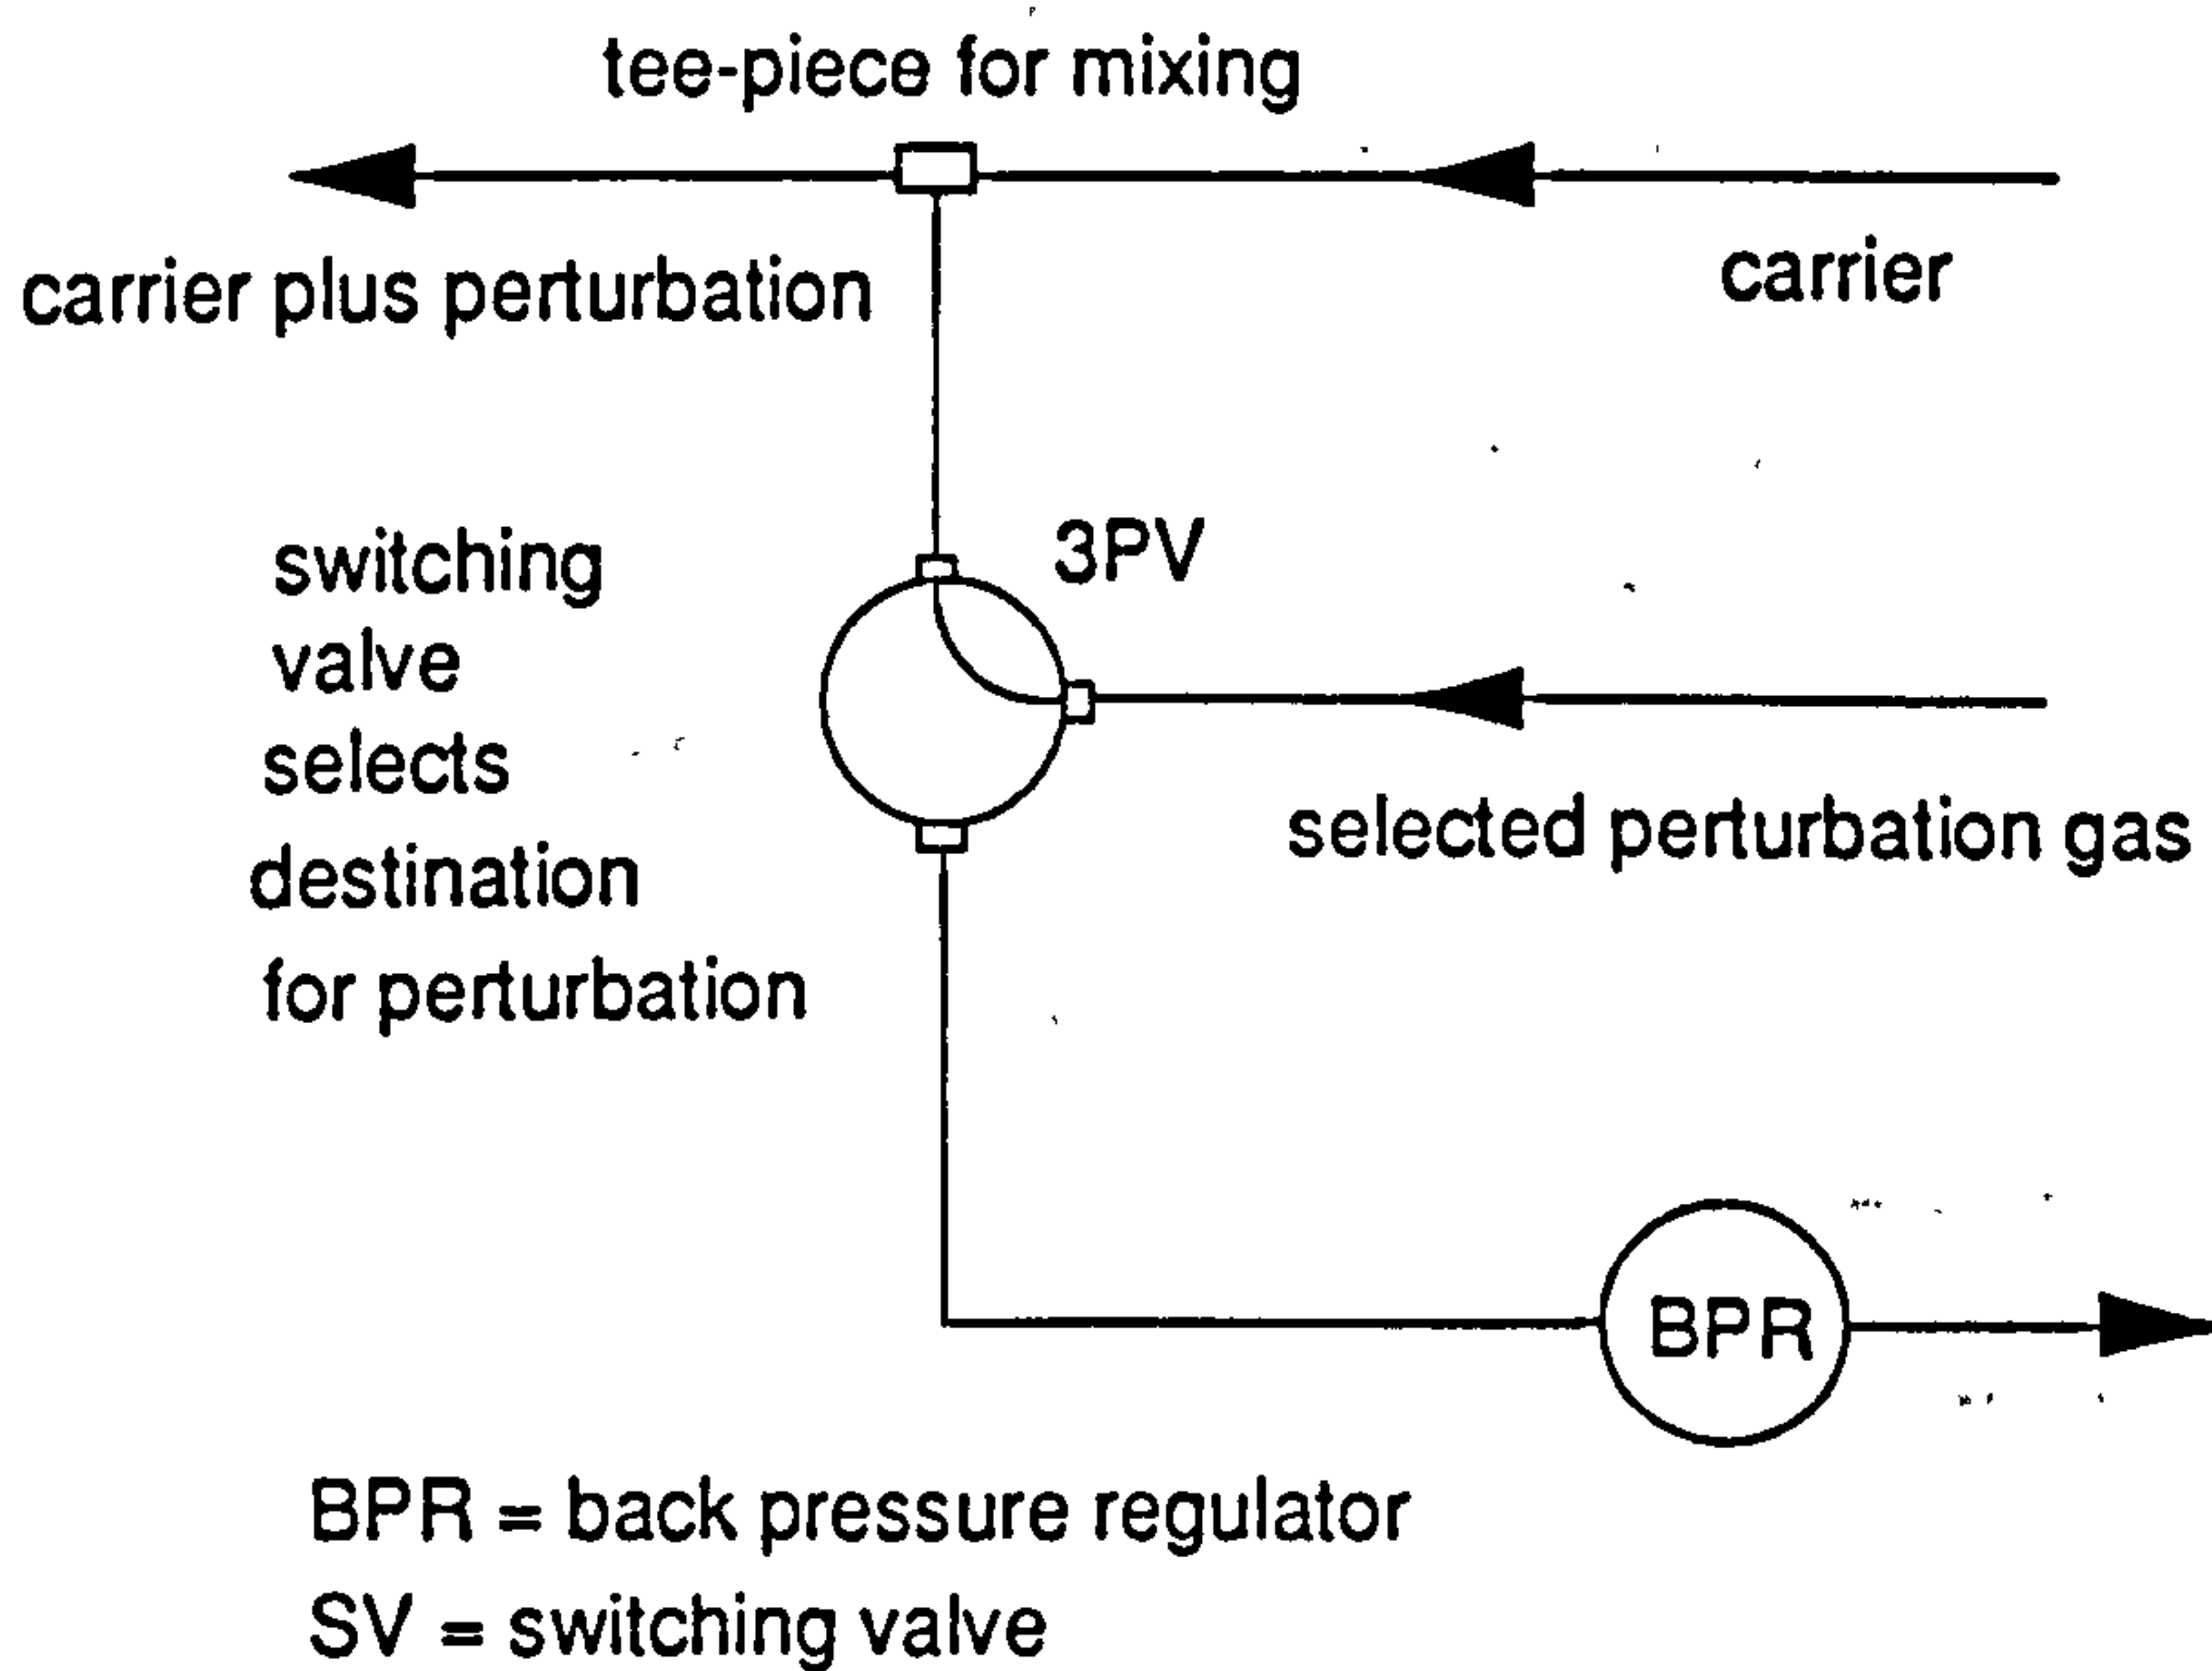 tee-piece for mixing
carrier plus perturbation
carrier
switching
valve
selects
destination
for perturbation
3PV
selected perturbation gas
BPR
BPR = back pressure regulator
SV = switching valve